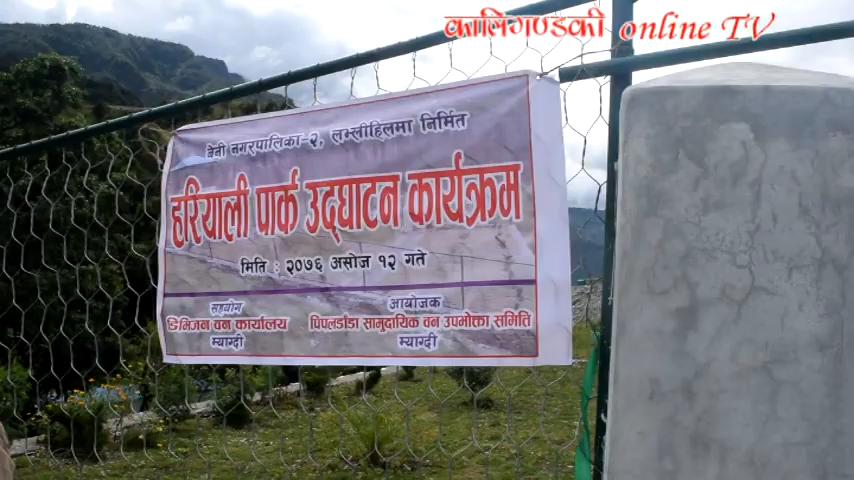 कालिगण्डकी online TV
बेनी नगरपालिका-२, लभ्लीहिलमा निर्मित
हरियाली पार्क उद्घाटन कार्यक्रम
मिति : २०७६ असोज १२ गते
सहयोग
डिभिजन वन कार्यालय
म्याग्दी
आयोजक
पिपलडाँडा सामुदायिक वन उपभोक्ता समिति
म्याग्दी